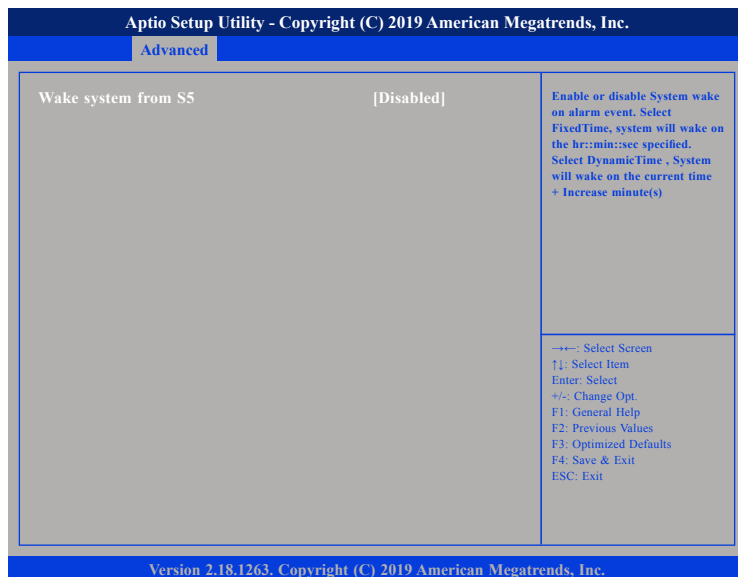 Aptio Setup Utility - Copyright (C) 2019 American Megatrends, Inc.
Advanced
Wake system from S5 [Disabled]
Enable or disable System wake
on alarm event. Select
FixedTime, system will wake on
the hr::min::sec specified.
Select DynamicTime , System
will wake on the current time
+ Increase minute(s)
→←: Select Screen
↑↓: Select Item
Enter: Select
+/-: Change Opt.
F1: General Help
F2: Previous Values
F3: Optimized Defaults
F4: Save & Exit
ESC: Exit
Version 2.18.1263. Copyright (C) 2019 American Megatrends, Inc.